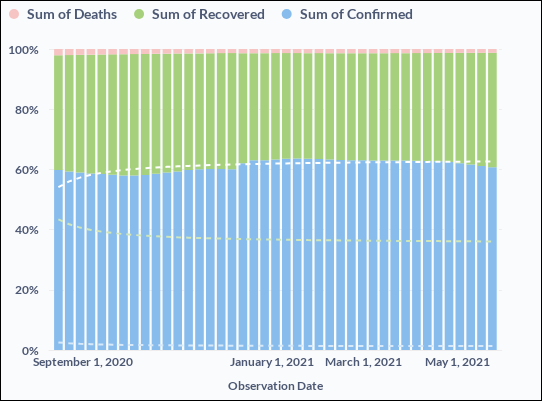 Sum of Deaths Sum of Recovered Sum of Confirmed
100%
80%
60%
40%
20%
0%
September 1, 2020 January 1, 2021 March 1, 2021 May 1, 2021
Observation Date